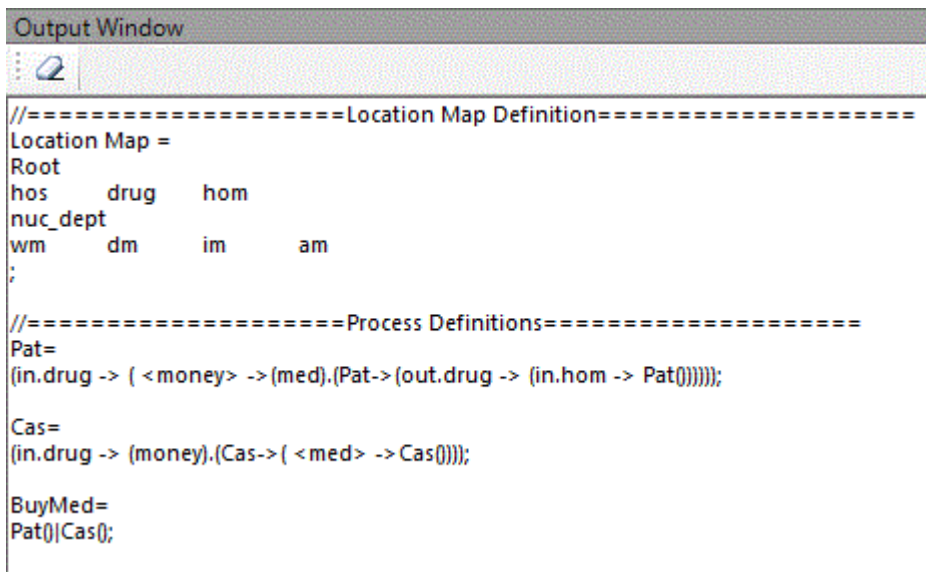 Output Window
//====================Location Map Definition====================
Location Map =
Root
hos drug hom
nuc_dept
wm dm im am
;
//====================Process Definitions====================
Pat=
(in.drug -> ( <money> ->(med).(Pat->(out.drug -> (in.hom -> Pat())))));
Cas=
(in.drug -> (money).(Cas->( <med> ->Cas())));
BuyMed=
Pat()|Cas();